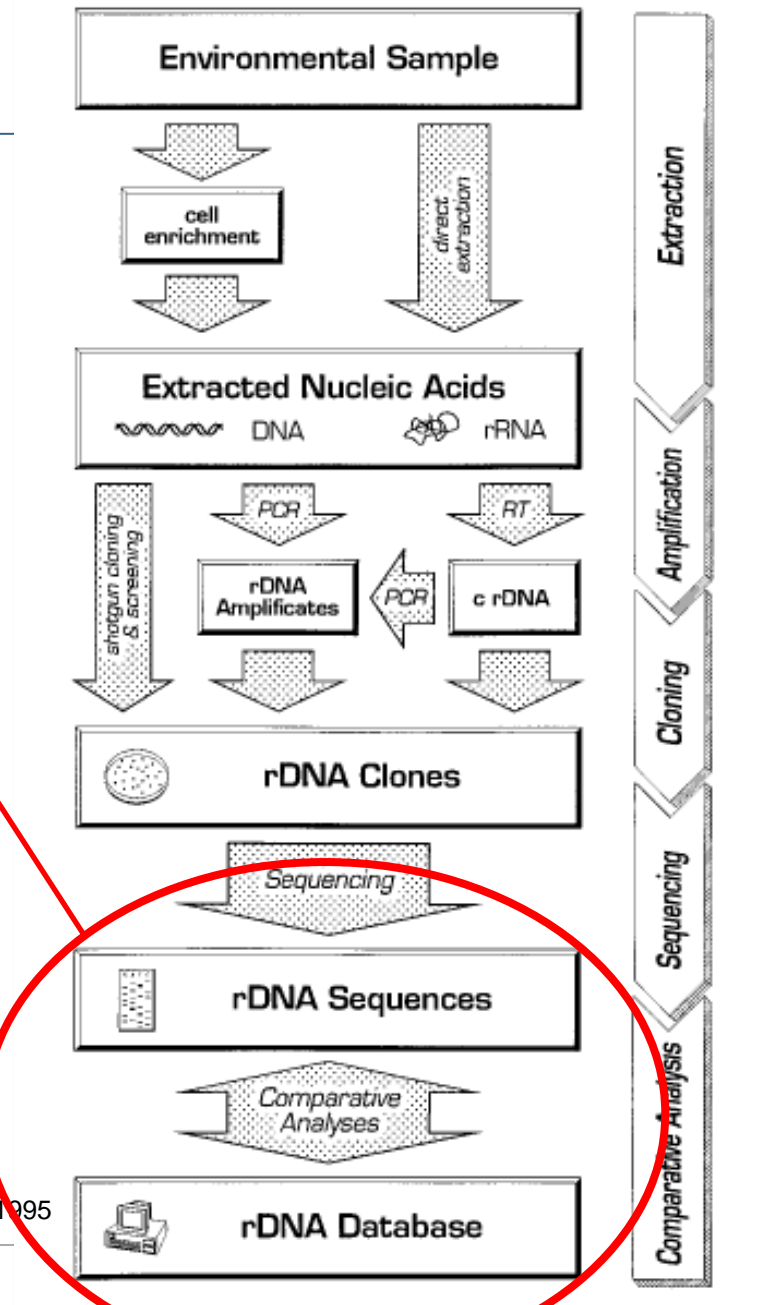 Environmental Sample
cell
enrichment
direct
extraction
Extracted Nucleic Acids
DNA
rRNA
shotgun cloning
& screening
PCR
RT
rDNA
Amplificates
PCR
c rDNA
rDNA Clones
Sequencing
rDNA Sequences
Comparative
Analyses
rDNA Database
Extraction
Amplification
Cloning
Sequencing
Comparative Analysis
1995